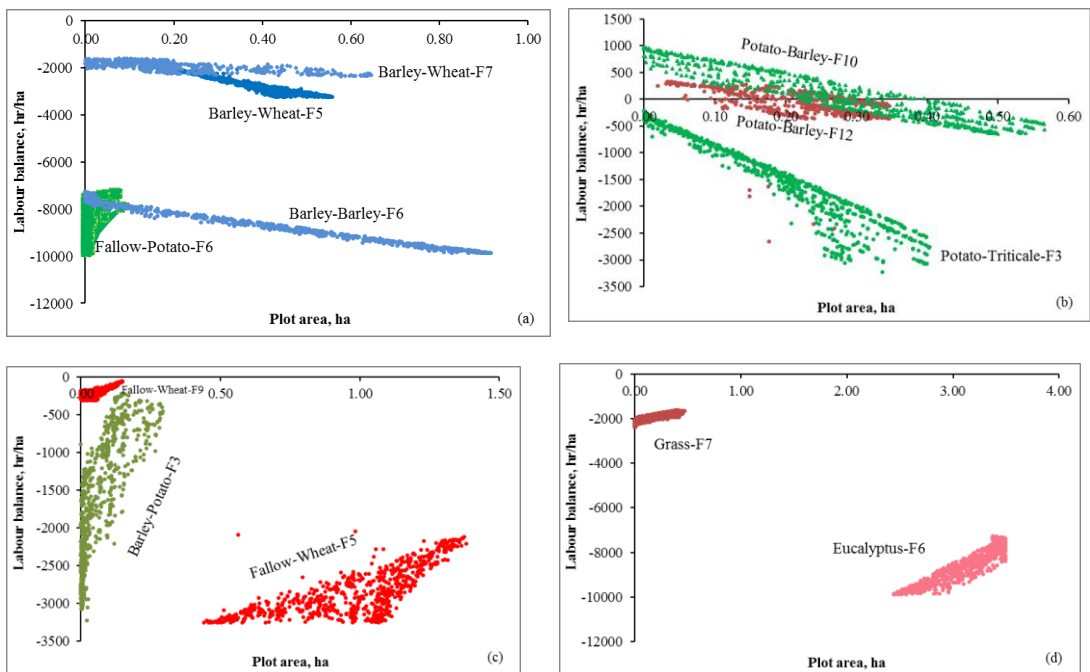 0
0.00 0.20 0.40 0.60 0.80 1.00
-2000
-4000
-6000
-8000
-10000
12000
Labour balance, hr/ha
Barley-Wheat-F7
Barley-Wheat-F5
Barley-Barley-F6
Fallow-Potato-F6
Plot area, ha
(a)
1500
1000
500
0
-500
-1000
-1500
-2000
-2500
-3000
-3500
0.00 0.10 0.20 0.30 0.40 0.50 0.60
Labour balance, hr/ha
Potato-Barley-F10
Potato-Barley-F12
Potato-Triticale-F3
Plot area, ha
(b)
0
-500
-1000
-1500
-2000
-2500
-3000
-3500
0.00 0.50 1.00 1.50
Labour balance, hr/ha
Fallow-Wheat-F9
Barley-Potato-F3
Fallow-Wheat-F5
Plot area, ha
(c)
0
-2000
-4000
-6000
-8000
-10000
-12000
0.00 1.00 2.00 3.00 4.00
Labour balance, hr/ha
Grass-F7
Eucalyptus-F6
Plot area, ha
(d)